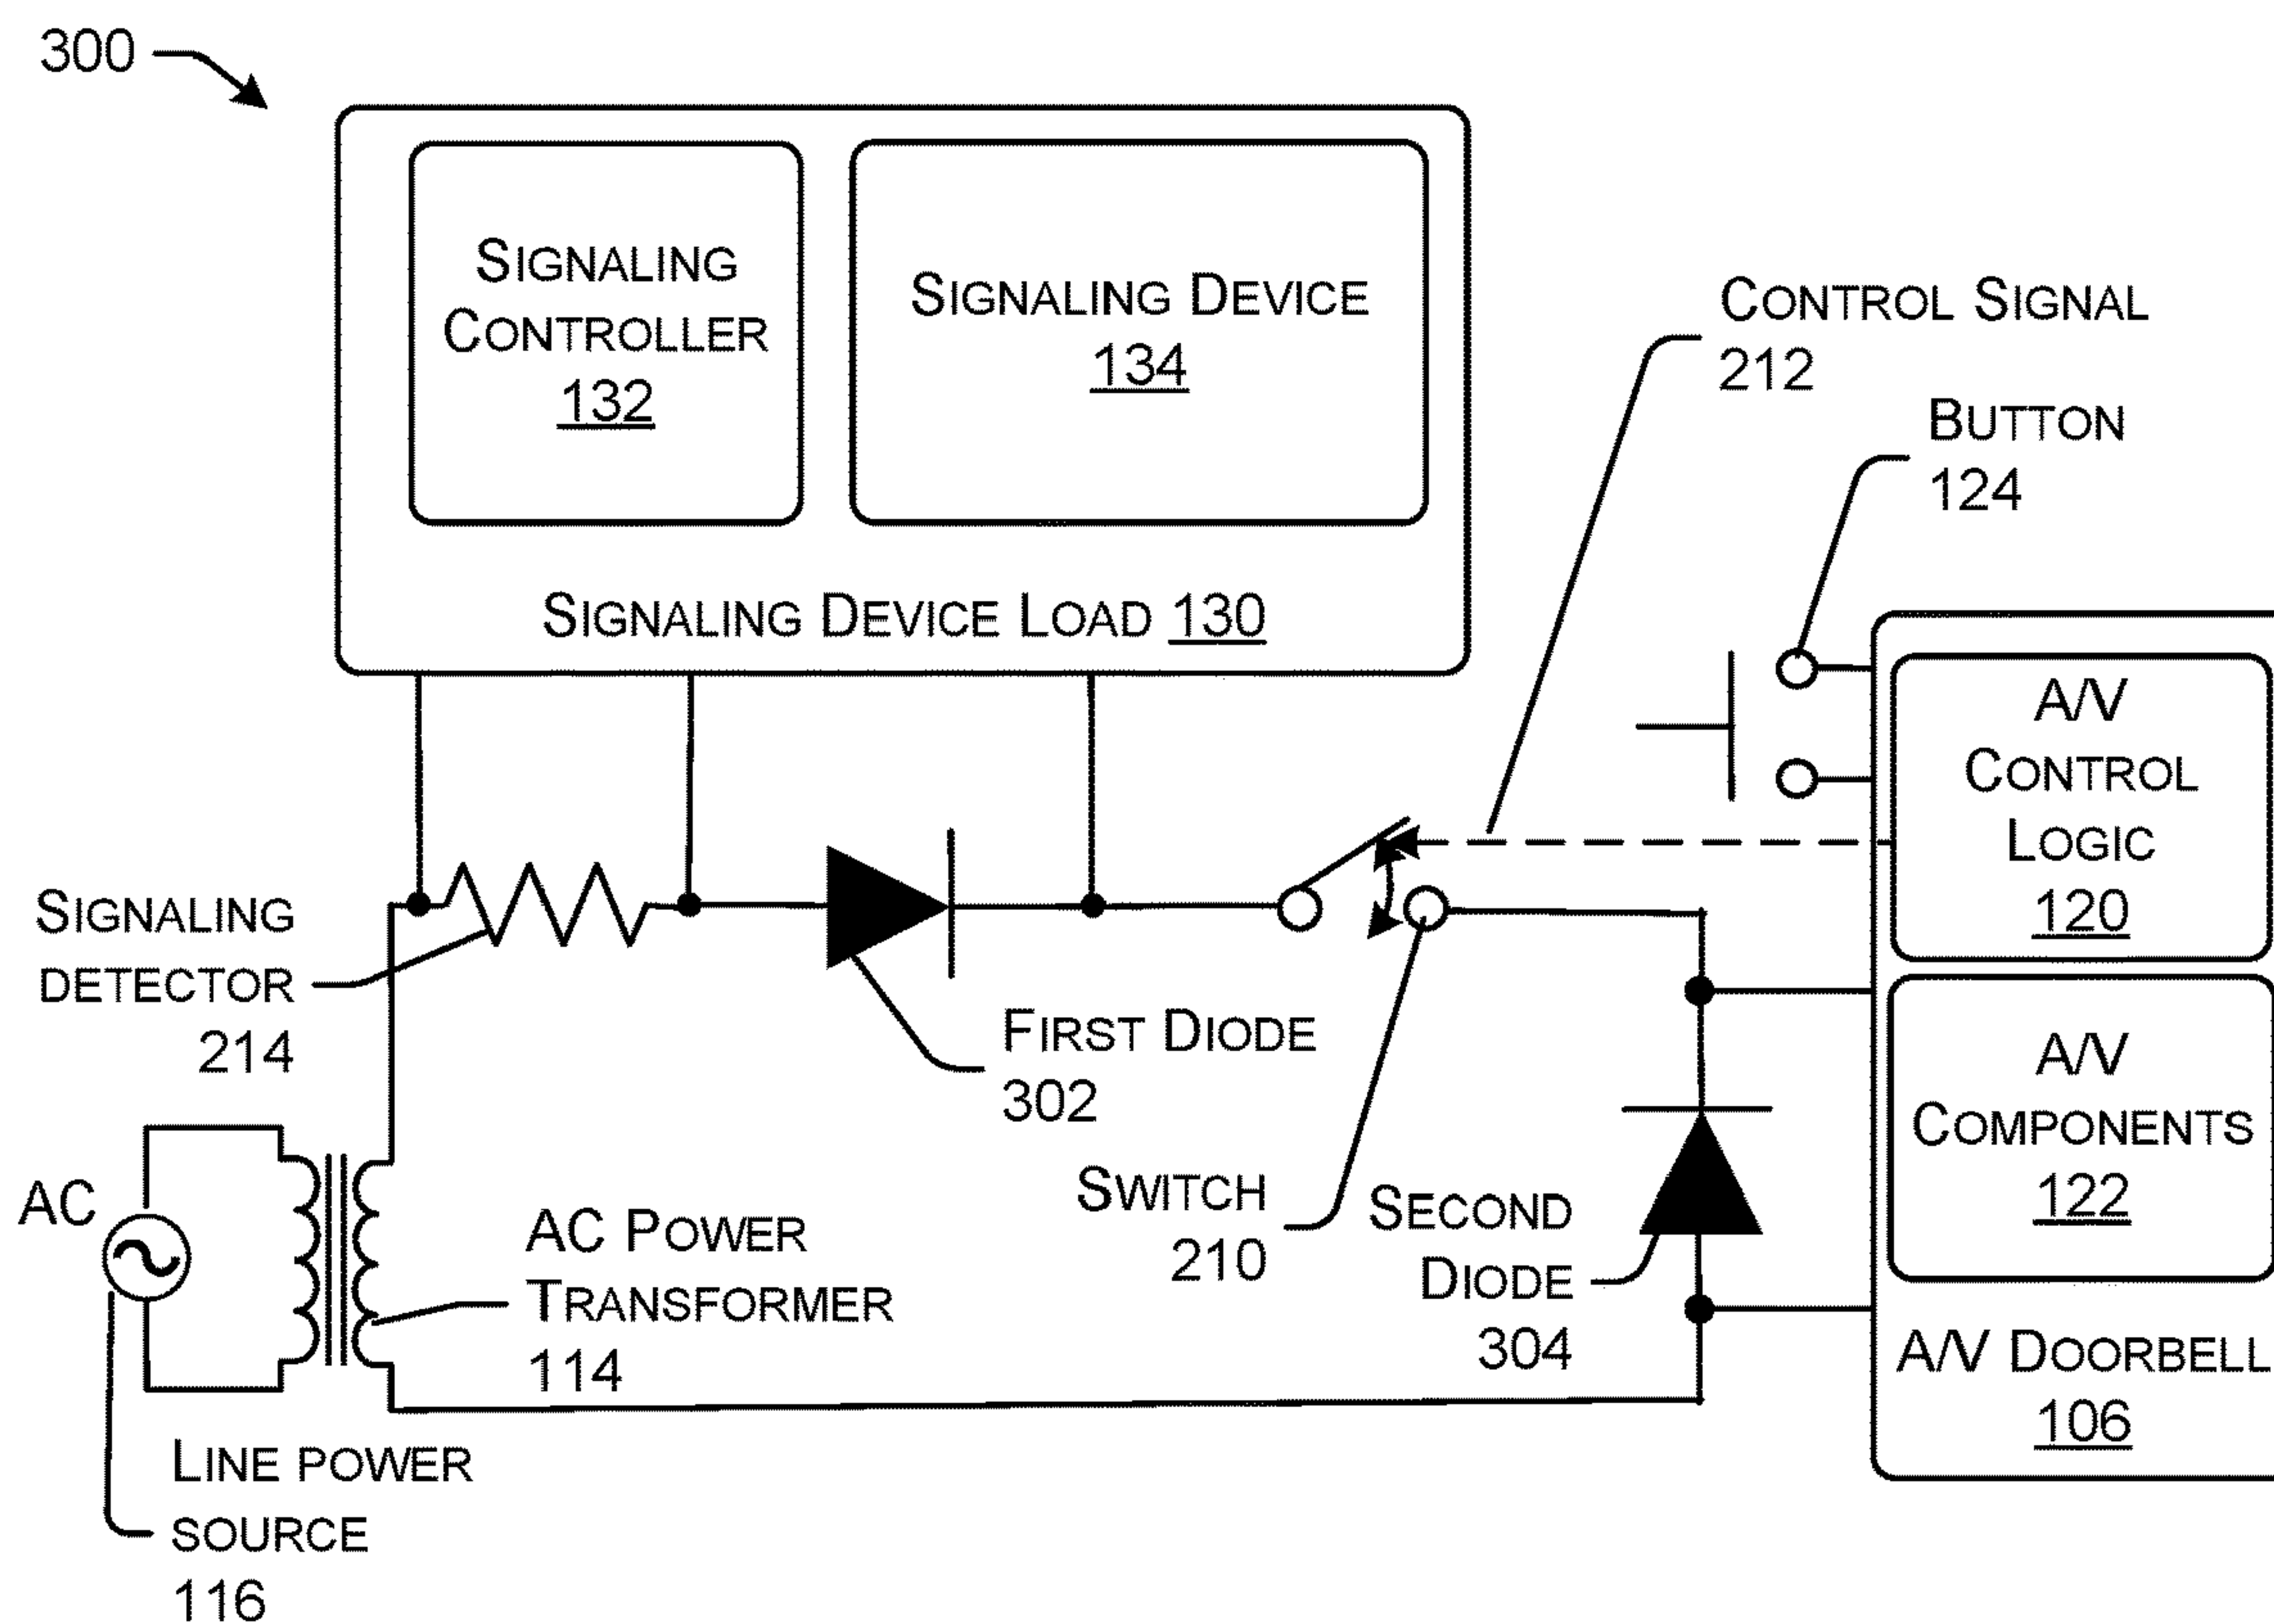 300
SIGNALING
CONTROLLER
132
SIGNALING DEVICE
134
SIGNALING DEVICE LOAD 130
CONTROL SIGNAL
212
BUTTON
124
A/V
CONTROL
LOGIC
120
SIGNALING
DETECTOR
214
FIRST DIODE
302
A/V
COMPONENTS
122
SWITCH
210
SECOND
DIODE
304
A/V DOORBELL
106
AC
AC POWER
TRANSFORMER
114
LINE POWER
SOURCE
116